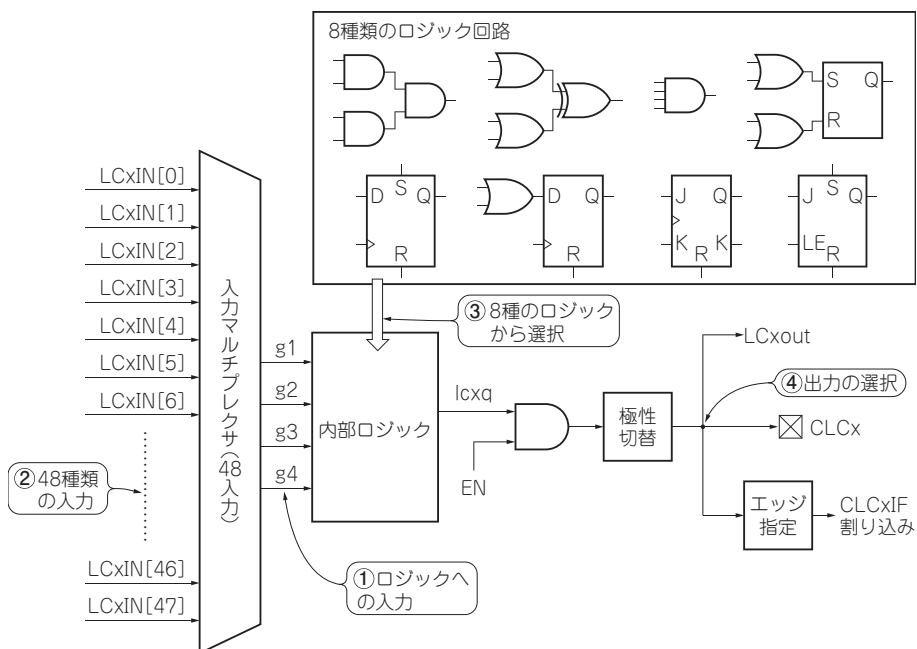 8種類のロジック回路
S Q
R
D S Q
R
D Q
R
J Q
K R K
J S Q
LE R
LCxIN[0]
LCxIN[1]
LCxIN[2]
LCxIN[3]
LCxIN[4]
LCxIN[5]
LCxIN[6]
②48種類
の入力
LCxIN[46]
LCxIN[47]
入力マルチプレクサ(48入力)
g1
g2
g3
g4
①ロジックへ
の入力
③8種のロジック
から選択
内部ロジック
lcxq
EN
極性
切替
LCxout
④出力の選択
CLCx
エッジ
指定
CLCxIF
割り込み